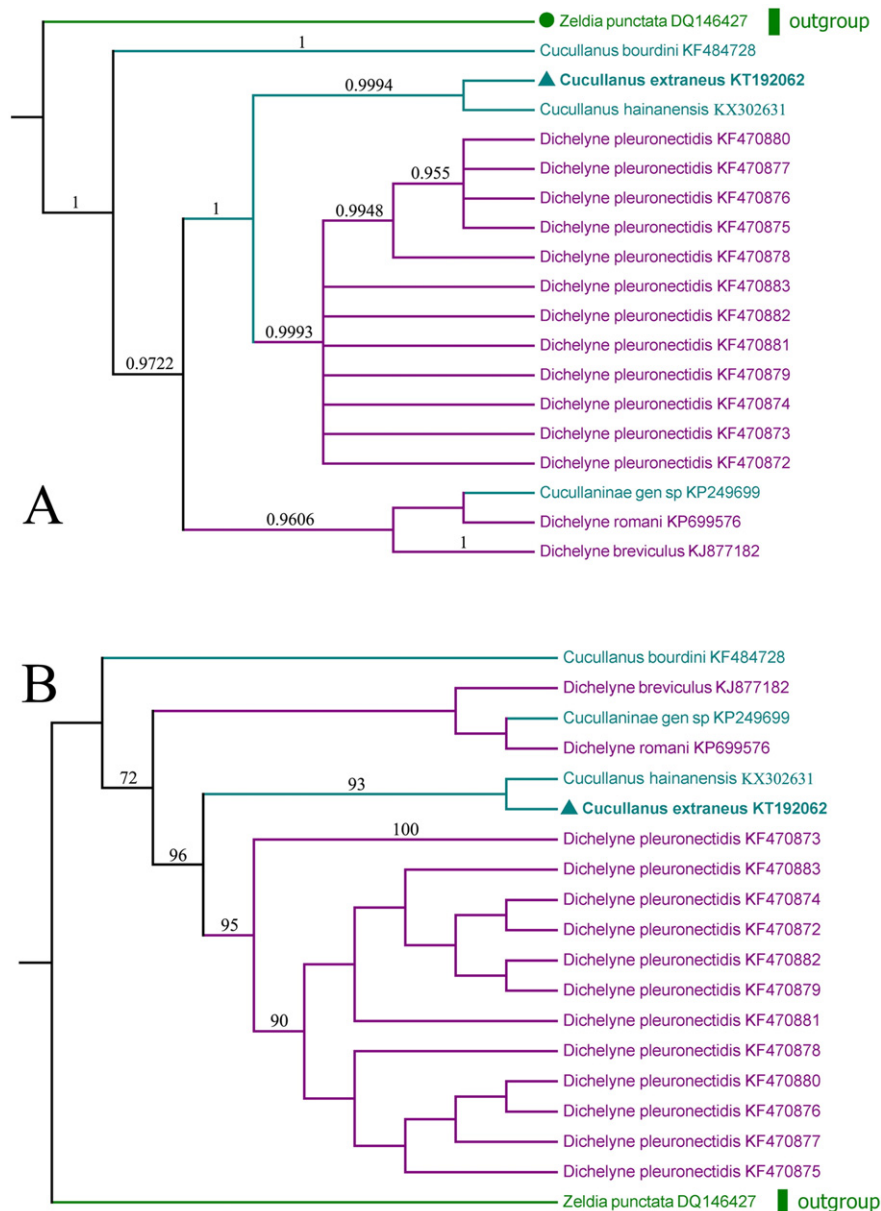 Zeldia punctata DQ146427 outgroup
1 Cucullanus bourdini KF484728
Cucullanus extraneus KT192062
0.9994
Cucullanus hainanensis KX302631
Dichelyne pleuronectidis KF470880
Dichelyne pleuronectidis KF470877
0.955
Dichelyne pleuronectidis KF470876
1
1
0.9948
Dichelyne pleuronectidis KF470875
Dichelyne pleuronectidis KF470878
Dichelyne pleuronectidis KF470883
Dichelyne pleuronectidis KF470882
0.9993
Dichelyne pleuronectidis KF470881
0.9722
Dichelyne pleuronectidis KF470879
Dichelyne pleuronectidis KF470874
Dichelyne pleuronectidis KF470873
Dichelyne pleuronectidis KF470872
A
Cucullaninae gen sp KP249699
0.9606
Dichelyne romani KP699576
1
Dichelyne breviculus KJ877182
B
Cucullanus bourdini KF484728
Dichelyne breviculus KJ877182
Cucullaninae gen sp KP249699
Dichelyne romani KP699576
72
93
Cucullanus hainanensis KX302631
Cucullanus extraneus KT192062
100
Dichelyne pleuronectidis KF470873
96
Dichelyne pleuronectidis KF470883
Dichelyne pleuronectidis KF470874
95
Dichelyne pleuronectidis KF470872
Dichelyne pleuronectidis KF470882
Dichelyne pleuronectidis KF470879
90
Dichelyne pleuronectidis KF470881
Dichelyne pleuronectidis KF470878
Dichelyne pleuronectidis KF470880
Dichelyne pleuronectidis KF470876
Dichelyne pleuronectidis KF470877
Dichelyne pleuronectidis KF470875
Zeldia punctata DQ146427 outgroup